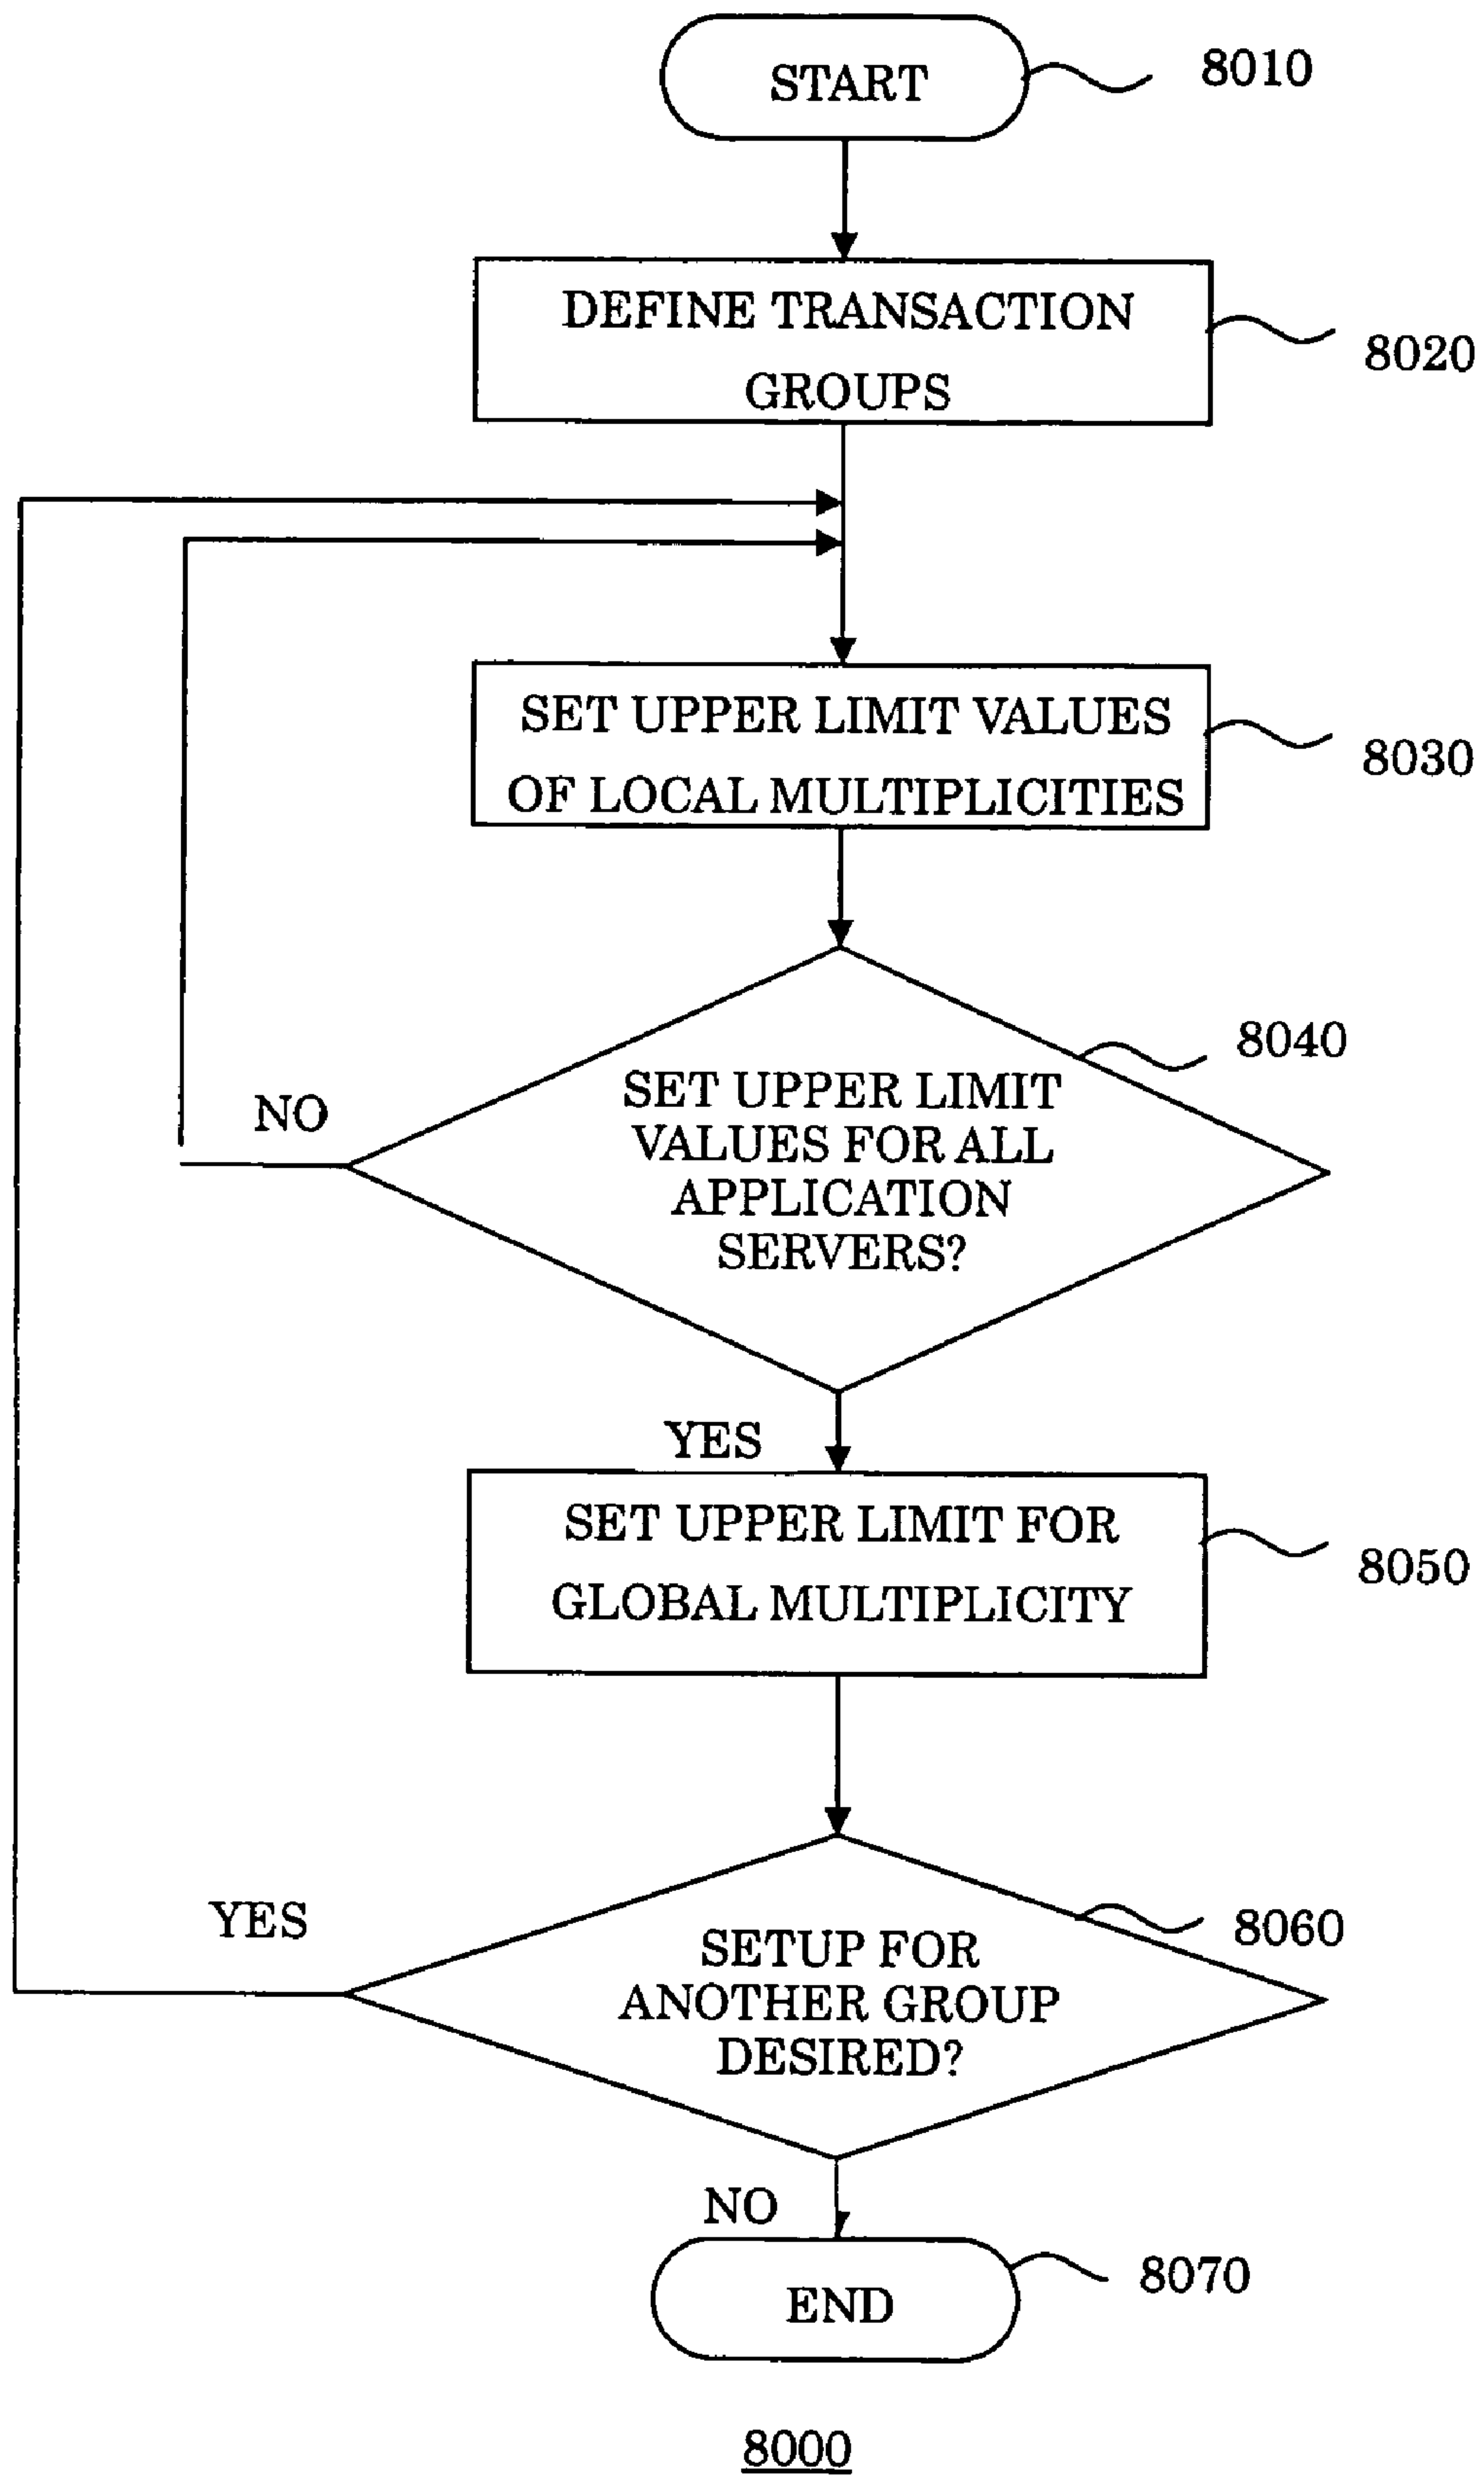 START
8010
DEFINE TRANSACTION
GROUPS
8020
SET UPPER LIMIT VALUES
OF LOCAL MULTIPLICITIES
8030
8040
SET UPPER LIMIT
VALUES FOR ALL
APPLICATION
SERVERS?
NO
YES
SET UPPER LIMIT FOR
GLOBAL MULTIPLICITY
8050
YES
8060
SETUP FOR
ANOTHER GROUP
DESIRED?
NO
END
8070
8000